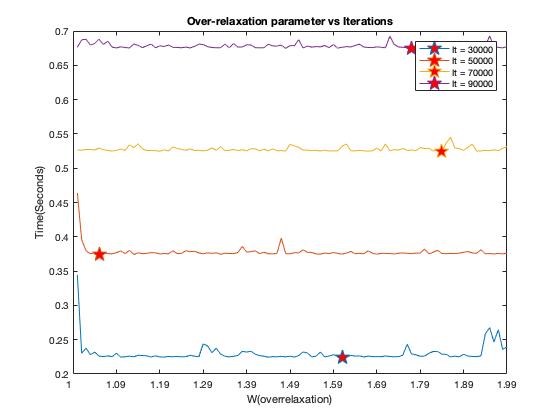 Over-relaxation parameter vs Iterations
0.7
0.65
0.6
0.55
0.5
0.45
0.4
0.35
0.3
0.25
0.2
Time(Seconds)
It = 30000
It = 50000
It = 70000
It = 90000
1 1.09 1.19 1.29 1.39 1.49 1.59 1.69 1.79 1.89 1.99
W(overrelaxation)